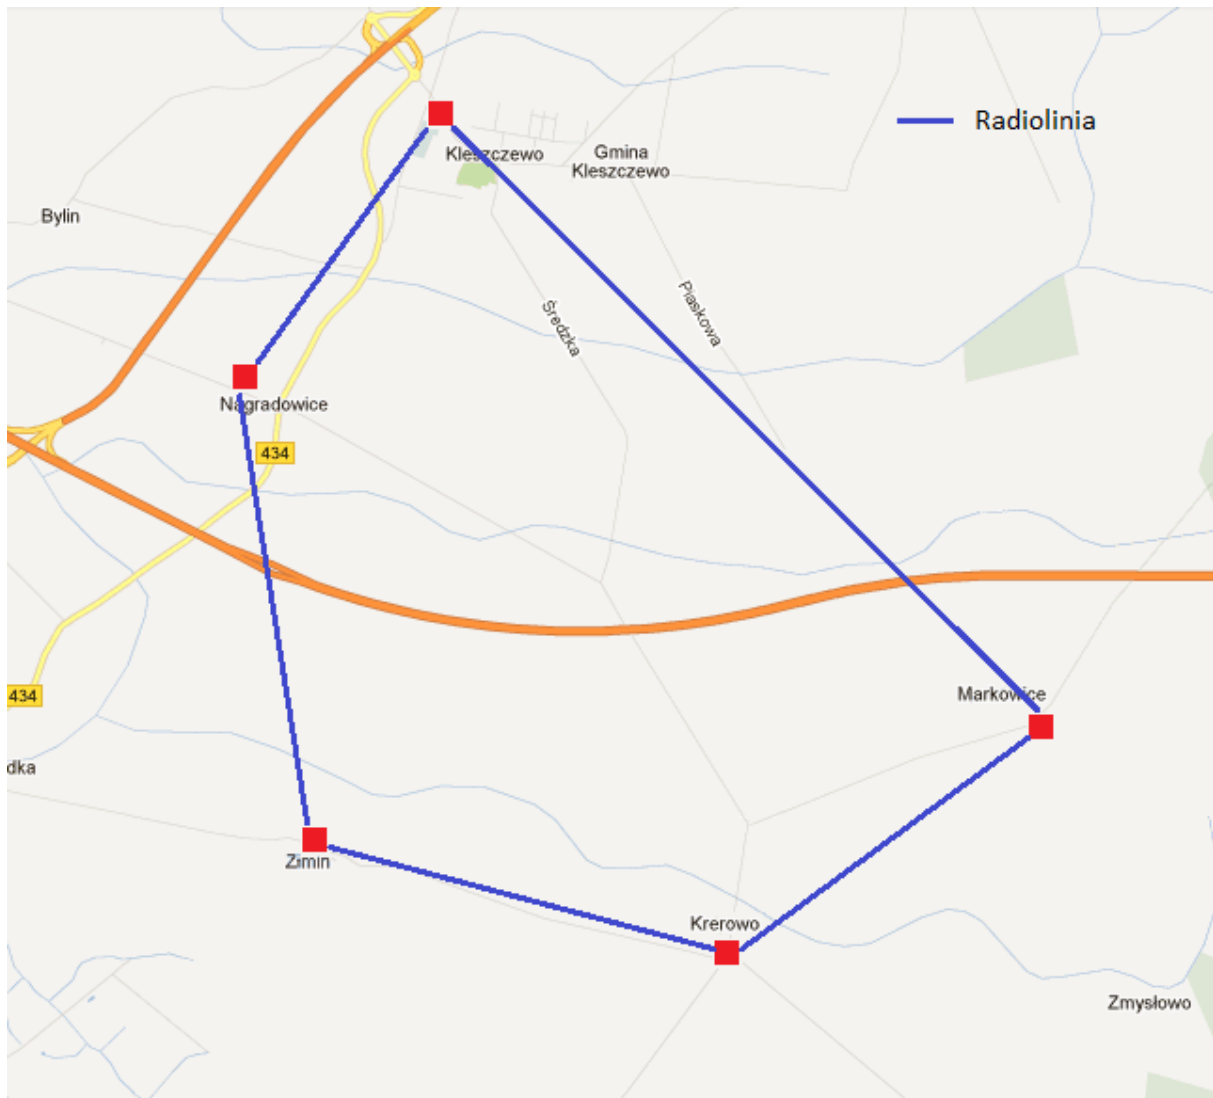 Radiolinia
Kleszczewo
Gmina
Kleszczewo
Bylin
Piaskowa
Średzka
Nagradowice
434
Markowice
434
dka
Zimin
Krerowo
Zmysłowo